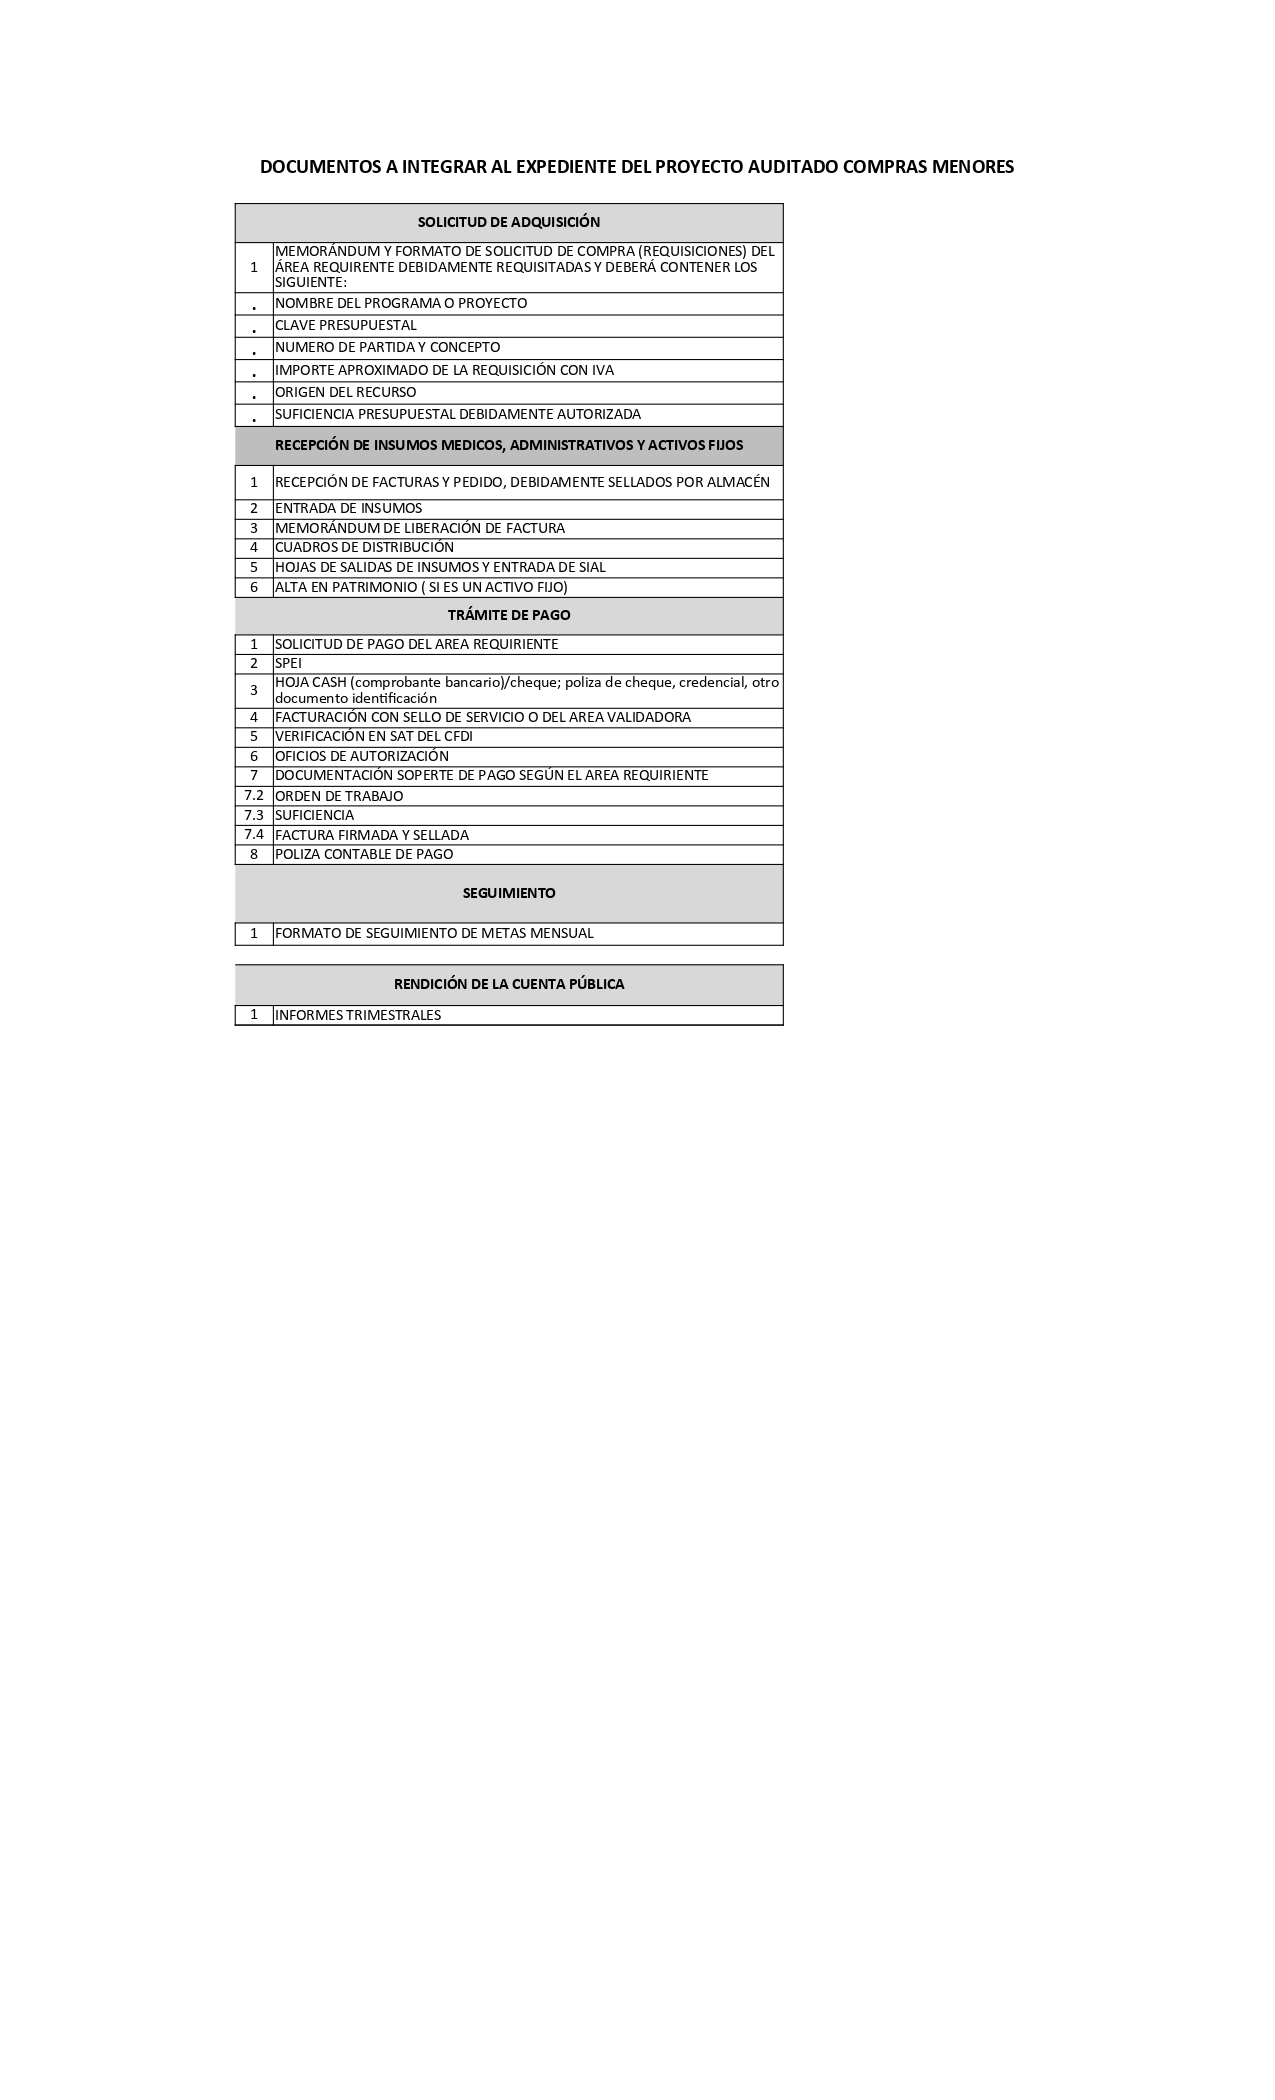 DOCUMENTOS A INTEGRAR AL EXPEDIENTE DEL PROYECTO AUDITADO COMPRAS MENORES
SOLICITUD DE ADQUISICIÓN
1 MEMORÁNDUM Y FORMATO DE SOLICITUD DE COMPRA (REQUISICIONES) DEL
ÁREA REQUIRENTE DEBIDAMENTE REQUISITADAS Y DEBERÁ CONTENER LOS
SIGUIENTE:
. NOMBRE DEL PROGRAMA O PROYECTO
. CLAVE PRESUPUESTAL
. NUMERO DE PARTIDA Y CONCEPTO
. IMPORTE APROXIMADO DE LA REQUISICIÓN CON IVA
. ORIGEN DEL RECURSO
. SUFICIENCIA PRESUPUESTAL DEBIDAMENTE AUTORIZADA
RECEPCIÓN DE INSUMOS MEDICOS, ADMINISTRATIVOS Y ACTIVOS FIJOS
1 RECEPCIÓN DE FACTURAS Y PEDIDO, DEBIDAMENTE SELLADOS POR ALMACÉN
2 ENTRADA DE INSUMOS
3 MEMORÁNDUM DE LIBERACIÓN DE FACTURA
4 CUADROS DE DISTRIBUCIÓN
5 HOJAS DE SALIDAS DE INSUMOS Y ENTRADA DE SIAL
6 ALTA EN PATRIMONIO ( SI ES UN ACTIVO FIJO)
TRÁMITE DE PAGO
1 SOLICITUD DE PAGO DEL AREA REQUIRIENTE
2 SPEI
3 HOJA CASH (comprobante bancario)/cheque; poliza de cheque, credencial, otro
documento identificación
4 FACTURACIÓN CON SELLO DE SERVICIO O DEL AREA VALIDADORA
5 VERIFICACIÓN EN SAT DEL CFDI
6 OFICIOS DE AUTORIZACIÓN
7 DOCUMENTACIÓN SOPERTE DE PAGO SEGÚN EL AREA REQUIRIENTE
7.2 ORDEN DE TRABAJO
7.3 SUFICIENCIA
7.4 FACTURA FIRMADA Y SELLADA
8 POLIZA CONTABLE DE PAGO
SEGUIMIENTO
1 FORMATO DE SEGUIMIENTO DE METAS MENSUAL
RENDICIÓN DE LA CUENTA PÚBLICA
1 INFORMES TRIMESTRALES